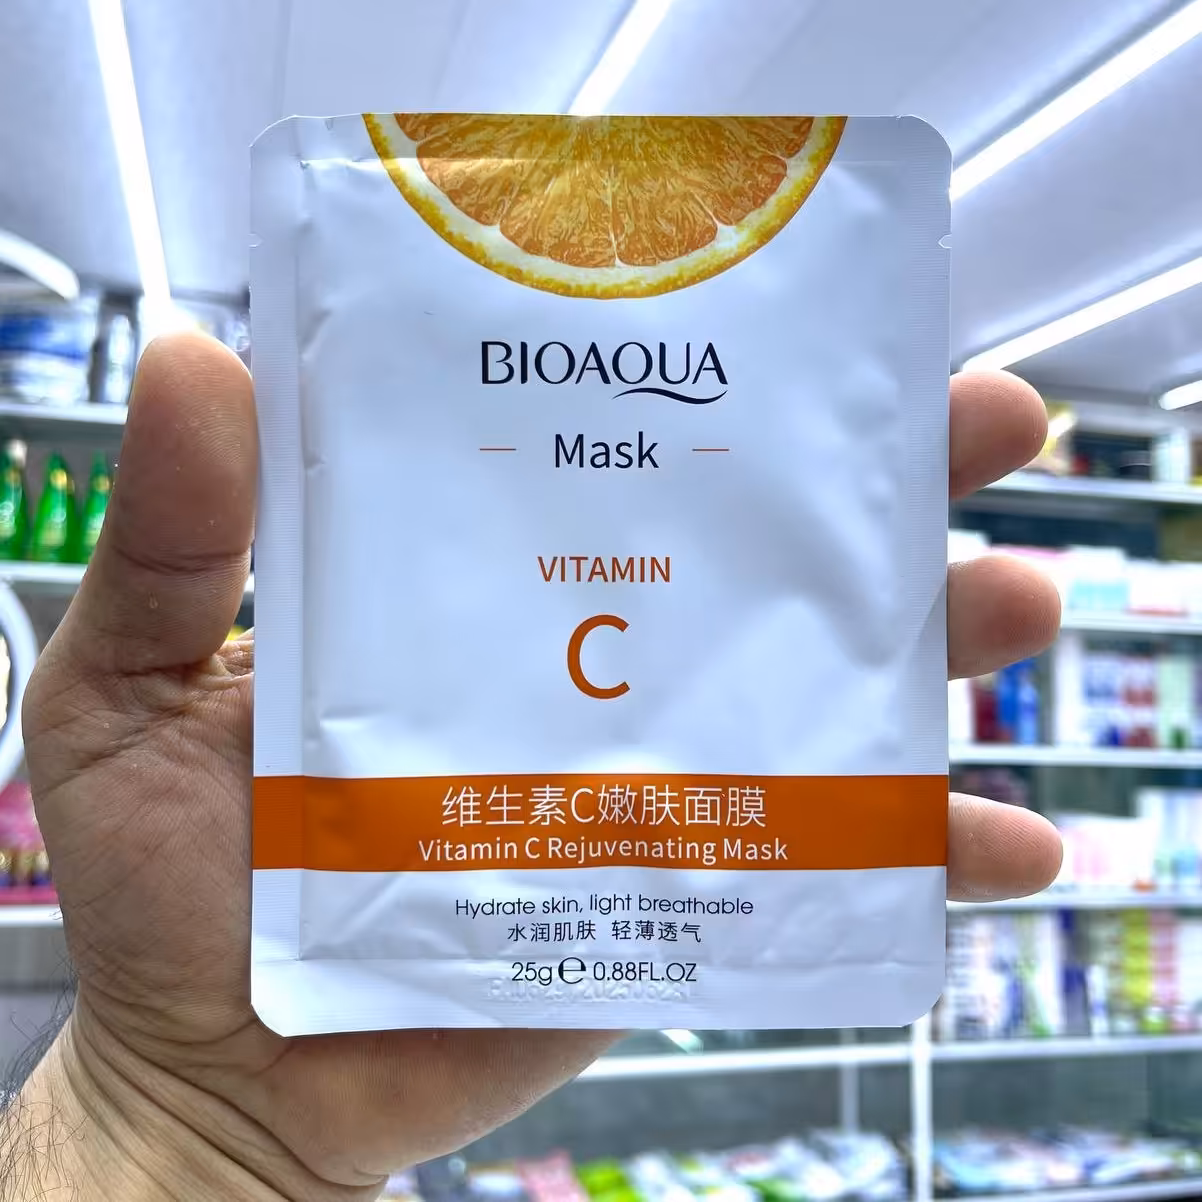 BIOAQUA
Mask
VITAMIN
C
维生素C嫩肤面膜
Vitamin C Rejuvenating Mask
Hydrate skin, light breathable
水润肌肤 轻薄透气
25g℮0.88FL.OZ